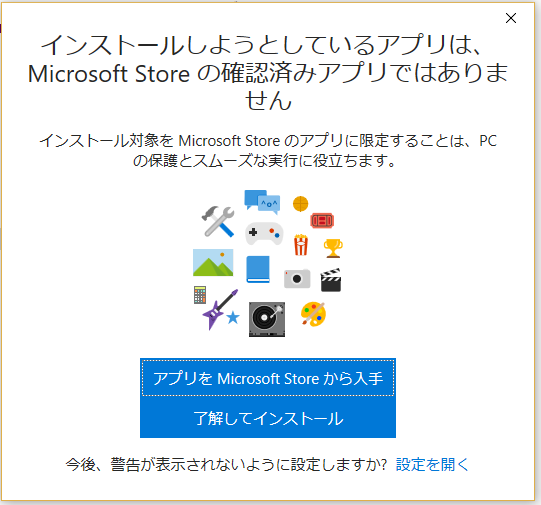 インストールしようとしているアプリは、
Microsoft Store の確認済みアプリではありま
せん
インストール対象を Microsoft Store のアプリに限定することは、PC
の保護とスムーズな実行に役立ちます。
アプリを Microsoft Store から入手
了解してインストール
今後、警告が表示されないように設定しますか? 設定を開く